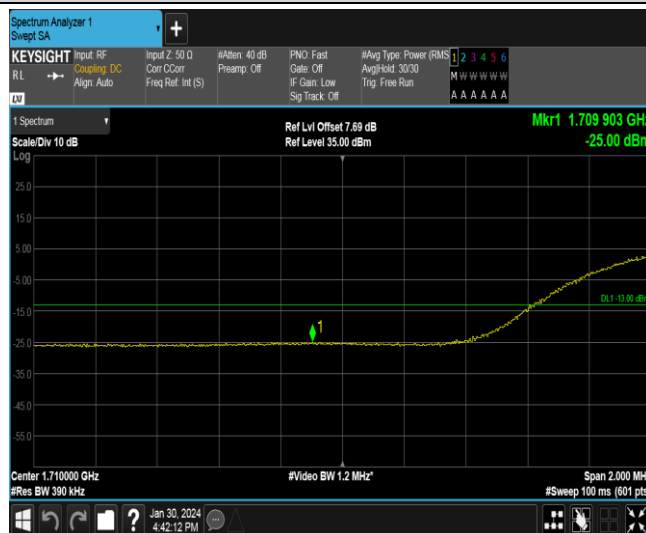 Spectrum Analyzer 1
Swept SA
+
KEYSIGHT
RL
LXI
Input: RF
Coupling: DC
Align: Auto
Input Z: 50 Ω
Corr CCorr
Freq Ref: Int (S)
#Atten: 40 dB
Preamp: Off
PNO: Fast
Gate: Off
IF Gain: Low
Sig Track: Off
#Avg Type: Power (RMS
Avg|Hold: 30/30
Trig: Free Run
1 2 3 4 5 6
M W W W W W
A A A A A A
1 Spectrum
Scale/Div 10 dB
Log
Ref Lvl Offset 7.69 dB
Ref Level 35.00 dBm
Mkr1 1.709 903 GHz
-25.00 dBm
25.0
15.0
5.00
-5.00
-15.0
-25.0
-35.0
-45.0
-55.0
1
DL1 -13.00 dBm
Center 1.710000 GHz
#Res BW 390 kHz
#Video BW 1.2 MHz*
Span 2.000 MH
#Sweep 100 ms (601 pts
?
Jan 30, 2024
4:42:12 PM